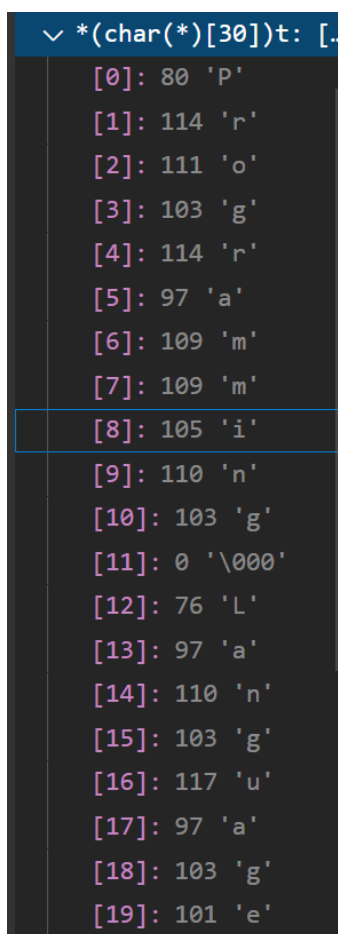 *(char(*)[30])t: […
[0]: 80 'P'
[1]: 114 'r'
[2]: 111 'o'
[3]: 103 'g'
[4]: 114 'r'
[5]: 97 'a'
[6]: 109 'm'
[7]: 109 'm'
[8]: 105 'i'
[9]: 110 'n'
[10]: 103 'g'
[11]: 0 '\000'
[12]: 76 'L'
[13]: 97 'a'
[14]: 110 'n'
[15]: 103 'g'
[16]: 117 'u'
[17]: 97 'a'
[18]: 103 'g'
[19]: 101 'e'